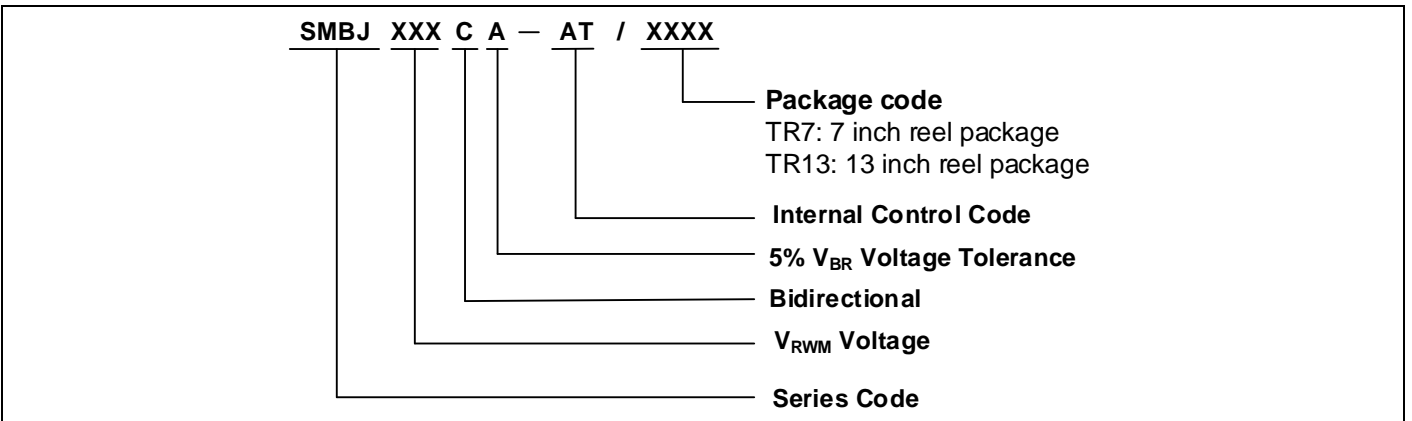 SMBJ XXX C A — AT / XXXX
Package code
TR7: 7 inch reel package
TR13: 13 inch reel package
Internal Control Code
5% VBR Voltage Tolerance
Bidirectional
VRWM Voltage
Series Code